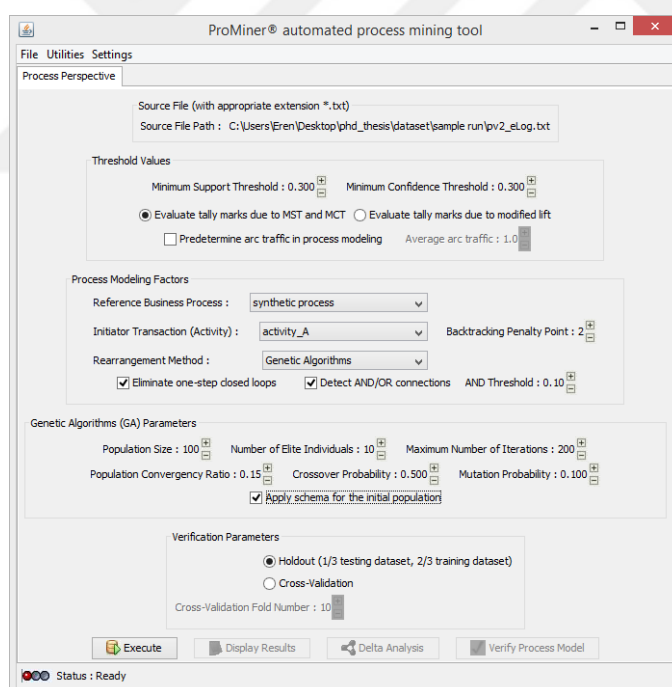 ProMiner® automated process mining tool
File Utilities Settings
Process Perspective
Source File (with appropriate extension *.txt)
Source File Path : C:\Users\Eren\Desktop\phd_thesis\dataset\sample run\pv2_eLog.txt
Threshold Values
Minimum Support Threshold : 0.300 Minimum Confidence Threshold : 0.300
Evaluate tally marks due to MST and MCT Evaluate tally marks due to modified lift
Predetermine arc traffic in process modeling Average arc traffic : 1.0
Process Modeling Factors
Reference Business Process : synthetic process
Initiator Transaction (Activity) : activity_A Backtracking Penalty Point : 2
Rearrangement Method : Genetic Algorithms
Eliminate one-step closed loops Detect AND/OR connections AND Threshold : 0.10
Genetic Algorithms (GA) Parameters
Population Size : 100 Number of Elite Individuals : 10 Maximum Number of Iterations : 200
Population Convergency Ratio : 0.15 Crossover Probability : 0.500 Mutation Probability : 0.100
Apply schema for the initial population
Verification Parameters
Holdout (1/3 testing dataset, 2/3 training dataset)
Cross-Validation
Cross-Validation Fold Number : 10
Execute Display Results Delta Analysis Verify Process Model
Status : Ready